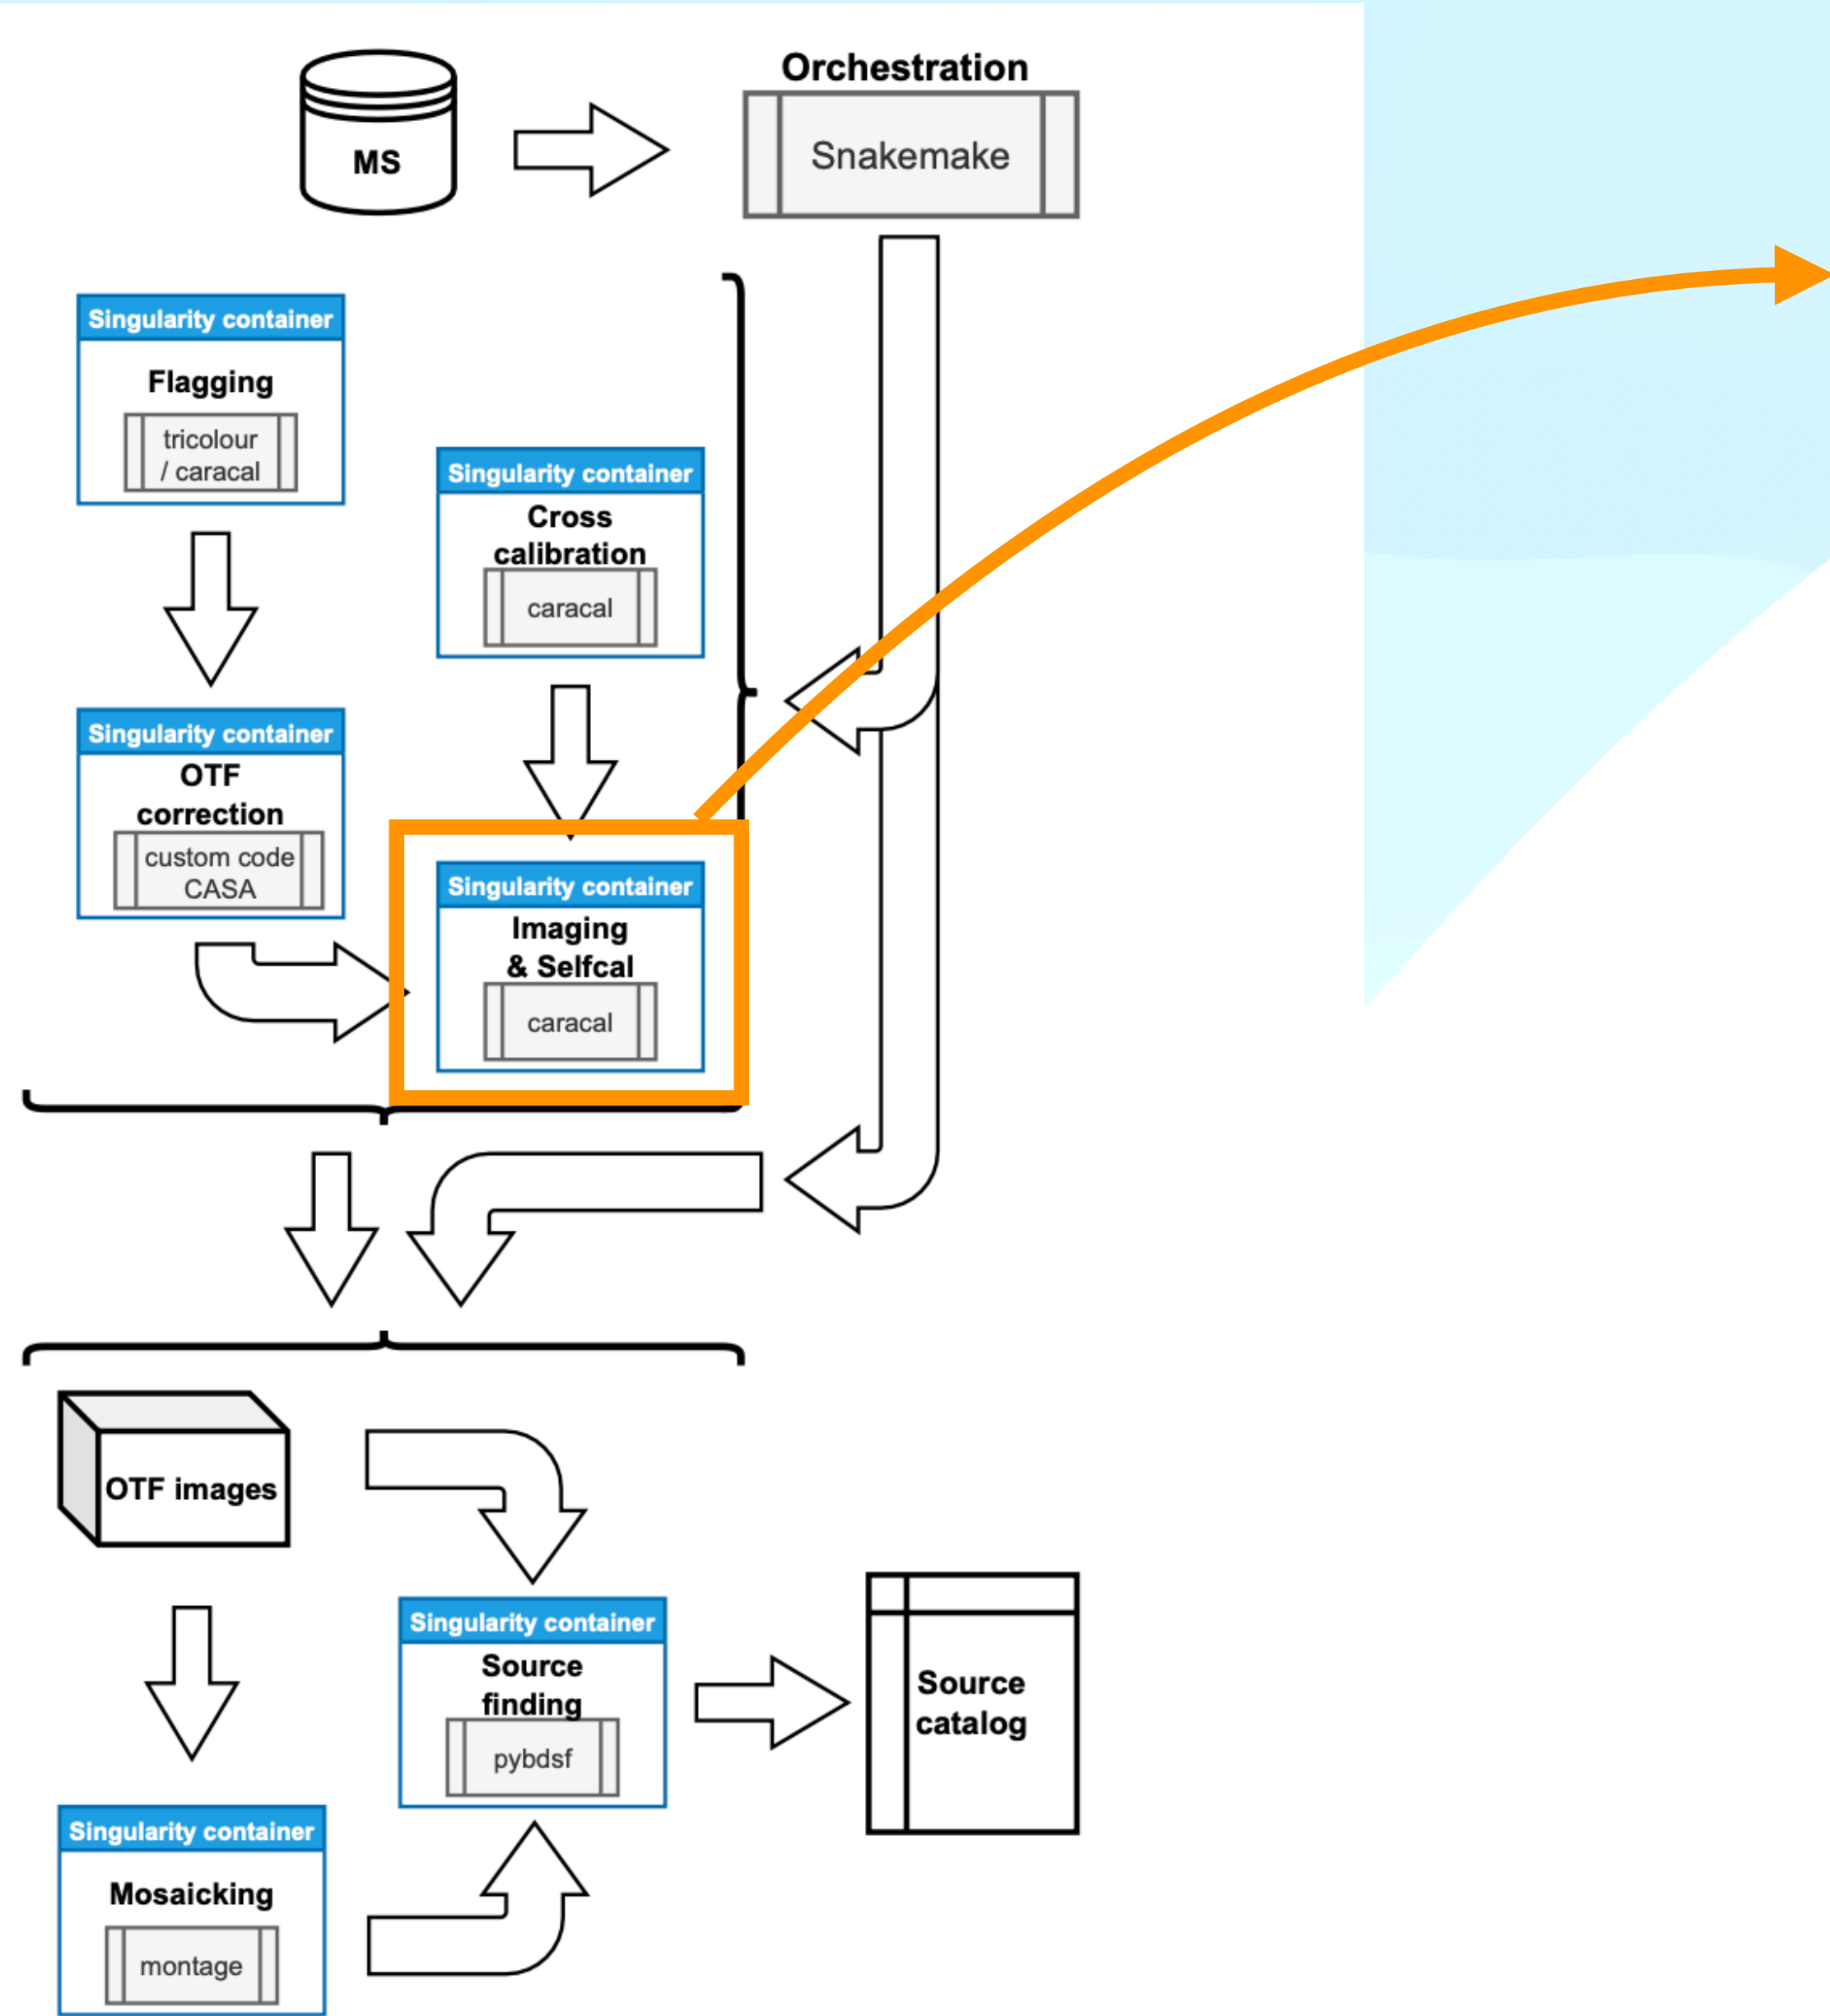 MS
Orchestration
Snakemake
Singularity container
Flagging
tricolour
/ caracal
Singularity container
Cross
calibration
caracal
Singularity container
OTF
correction
custom code
CASA
Singularity container
Imaging
& Selfcal
caracal
OTF images
Singularity container
Source
finding
pybdsf
Source
catalog
Singularity container
Mosaicking
montage